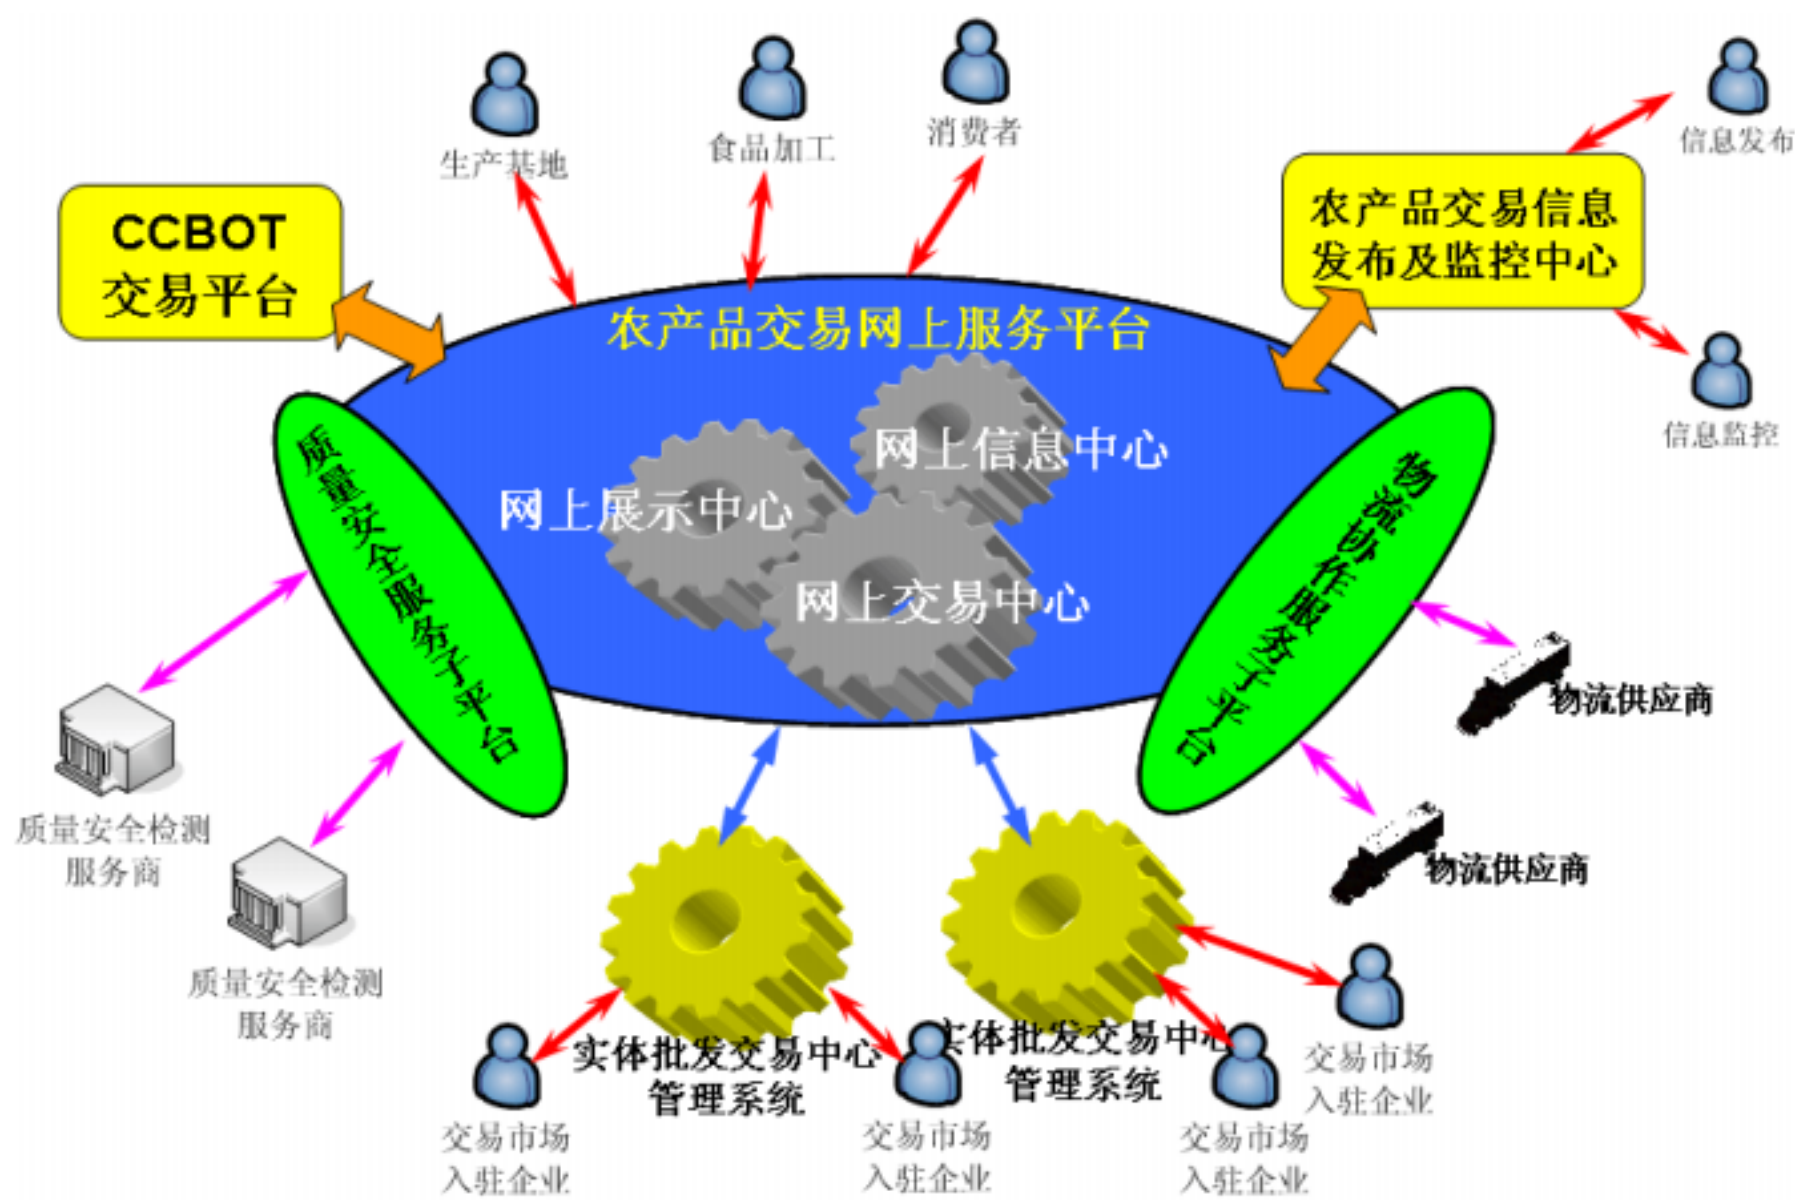 生产基地
食品加工
消费者
信息发布
CCBOT
交易平台
农产品交易信息
发布及监控中心
农产品交易网上服务平台
信息监控
网上信息中心
网上展示中心
网上交易中心
质量安全服务子平台
物流协作服务子平台
物流供应商
物流供应商
质量安全检测
服务商
质量安全检测
服务商
实体批发交易中心
管理系统
实体批发交易中心
管理系统
交易市场
入驻企业
交易市场
入驻企业
交易市场
入驻企业
交易市场
入驻企业